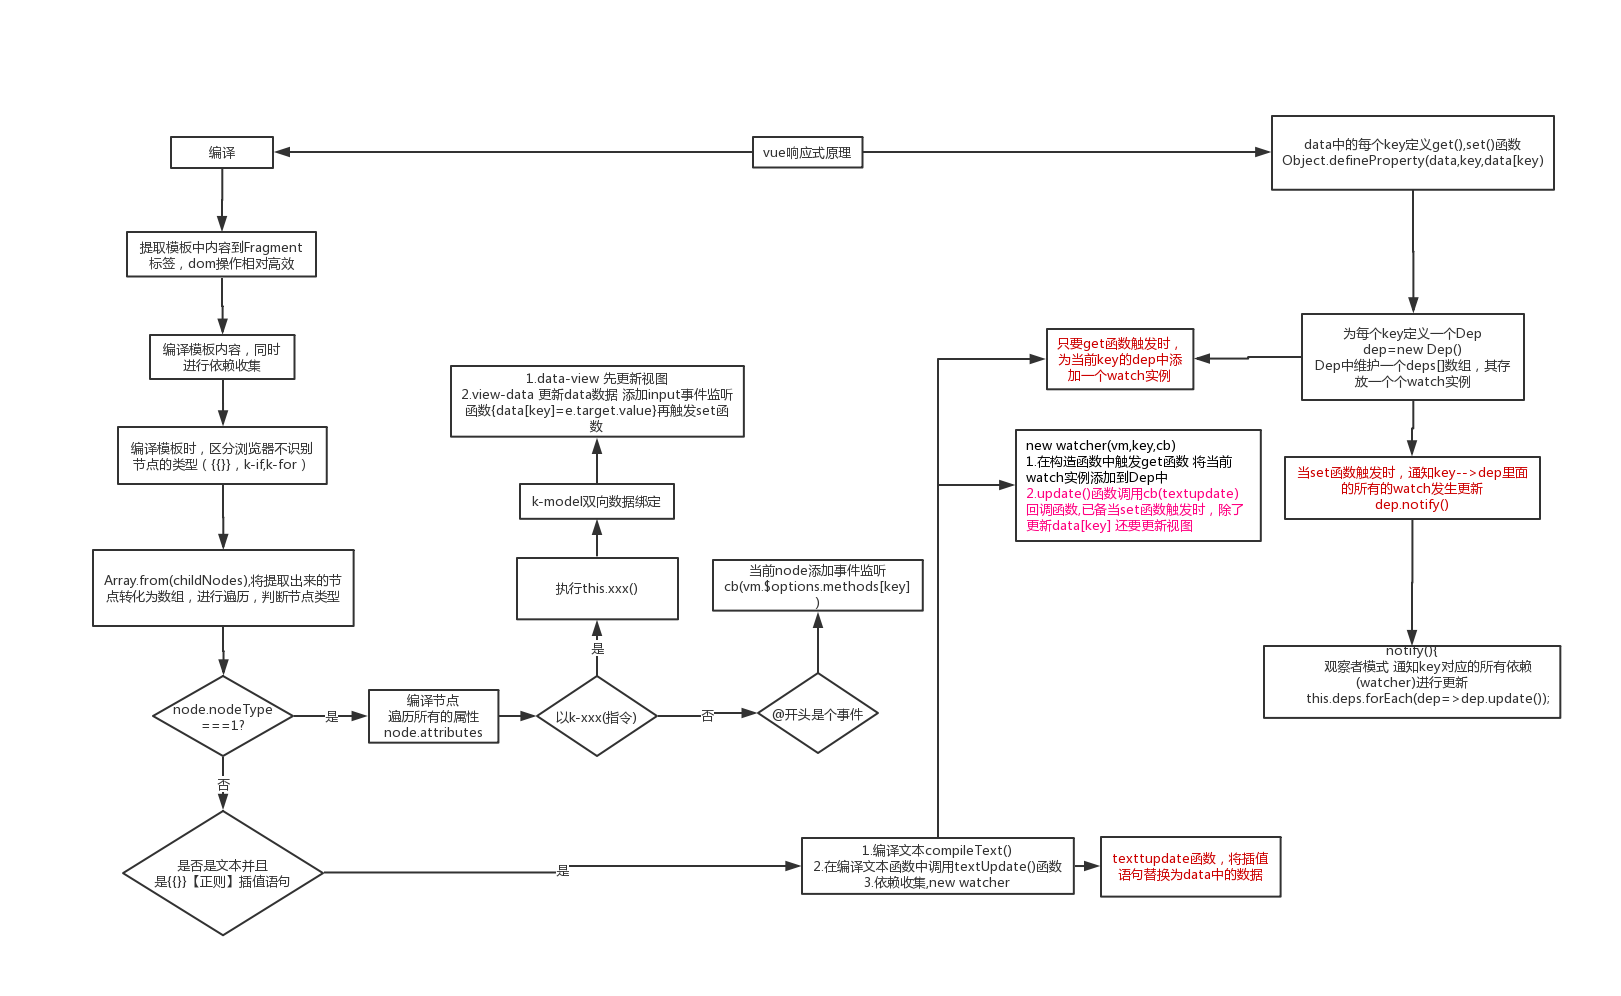 vue响应式原理
编译
提取模板中内容到Fragment
标签，dom操作相对高效
编译模板内容，同时
进行依赖收集
编译模板时，区分浏览器不识别
节点的类型（{{}}，k-if,k-for）
Array.from(childNodes),将提取出来的节
点转化为数组，进行遍历，判断节点类型
node.nodeType
===1?
是
编译节点
遍历所有的属性
node.attributes
以k-xxx(指令)
是
执行this.xxx()
k-model双向数据绑定
1.data-view 先更新视图
2.view-data 更新data数据 添加input事件监听
函数{data[key]=e.target.value}再触发set函
数
否
@开头是个事件
当前node添加事件监听
cb(vm.$options.methods[key]
)
否
是否是文本并且
是{{}}【正则】插值语句
是
1.编译文本compileText()
2.在编译文本函数中调用textUpdate()函数
3.依赖收集,new watcher
texttupdate函数，将插值
语句替换为data中的数据
new watcher(vm,key,cb)
1.在构造函数中触发get函数 将当前
watch实例添加到Dep中
2.update()函数调用cb(textupdate)
回调函数,已备当set函数触发时，除了
更新data[key] 还要更新视图
只要get函数触发时，
为当前key的dep中添
加一个watch实例
data中的每个key定义get(),set()函数
Object.defineProperty(data,key,data[key)
为每个key定义一个Dep
dep=new Dep()
Dep中维护一个deps[]数组，其存
放一个个watch实例
当set函数触发时，通知key-->dep里面
的所有的watch发生更新
dep.notify()
notify(){
观察者模式 通知key对应的所有依赖
(watcher)进行更新
this.deps.forEach(dep=>dep.update());